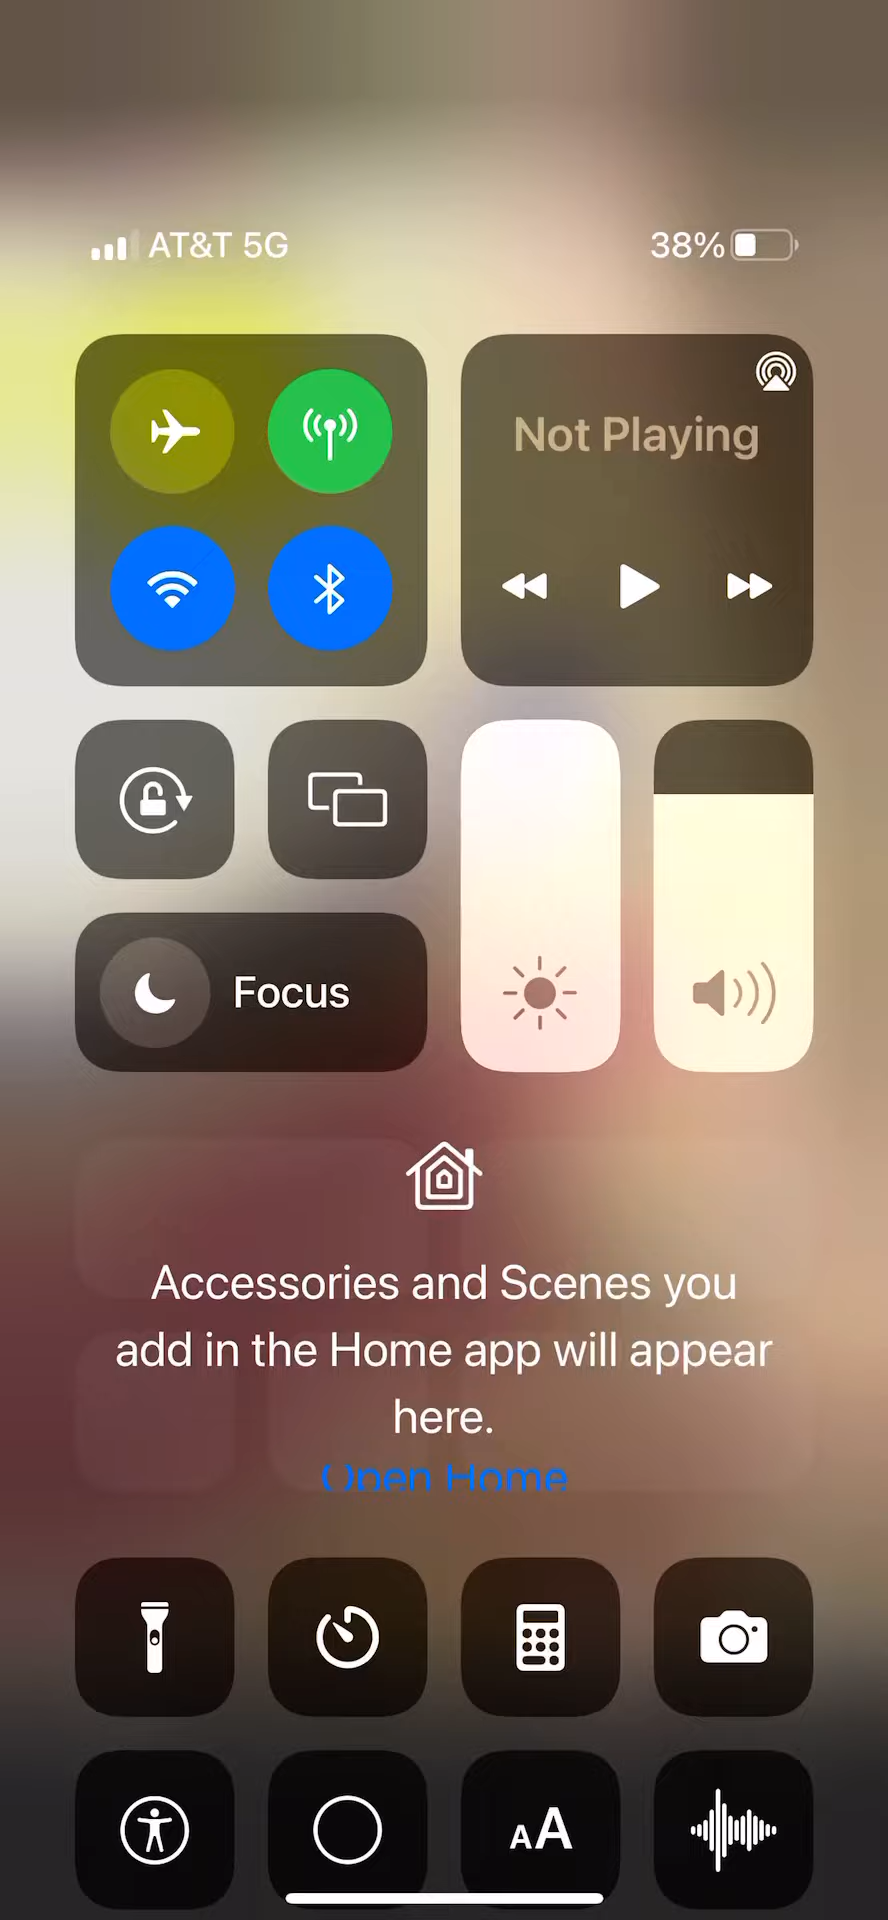 AT&T 5G
38%
Not Playing
Focus
Accessories and Scenes you
add in the Home app will appear
here.
Open Home
AA